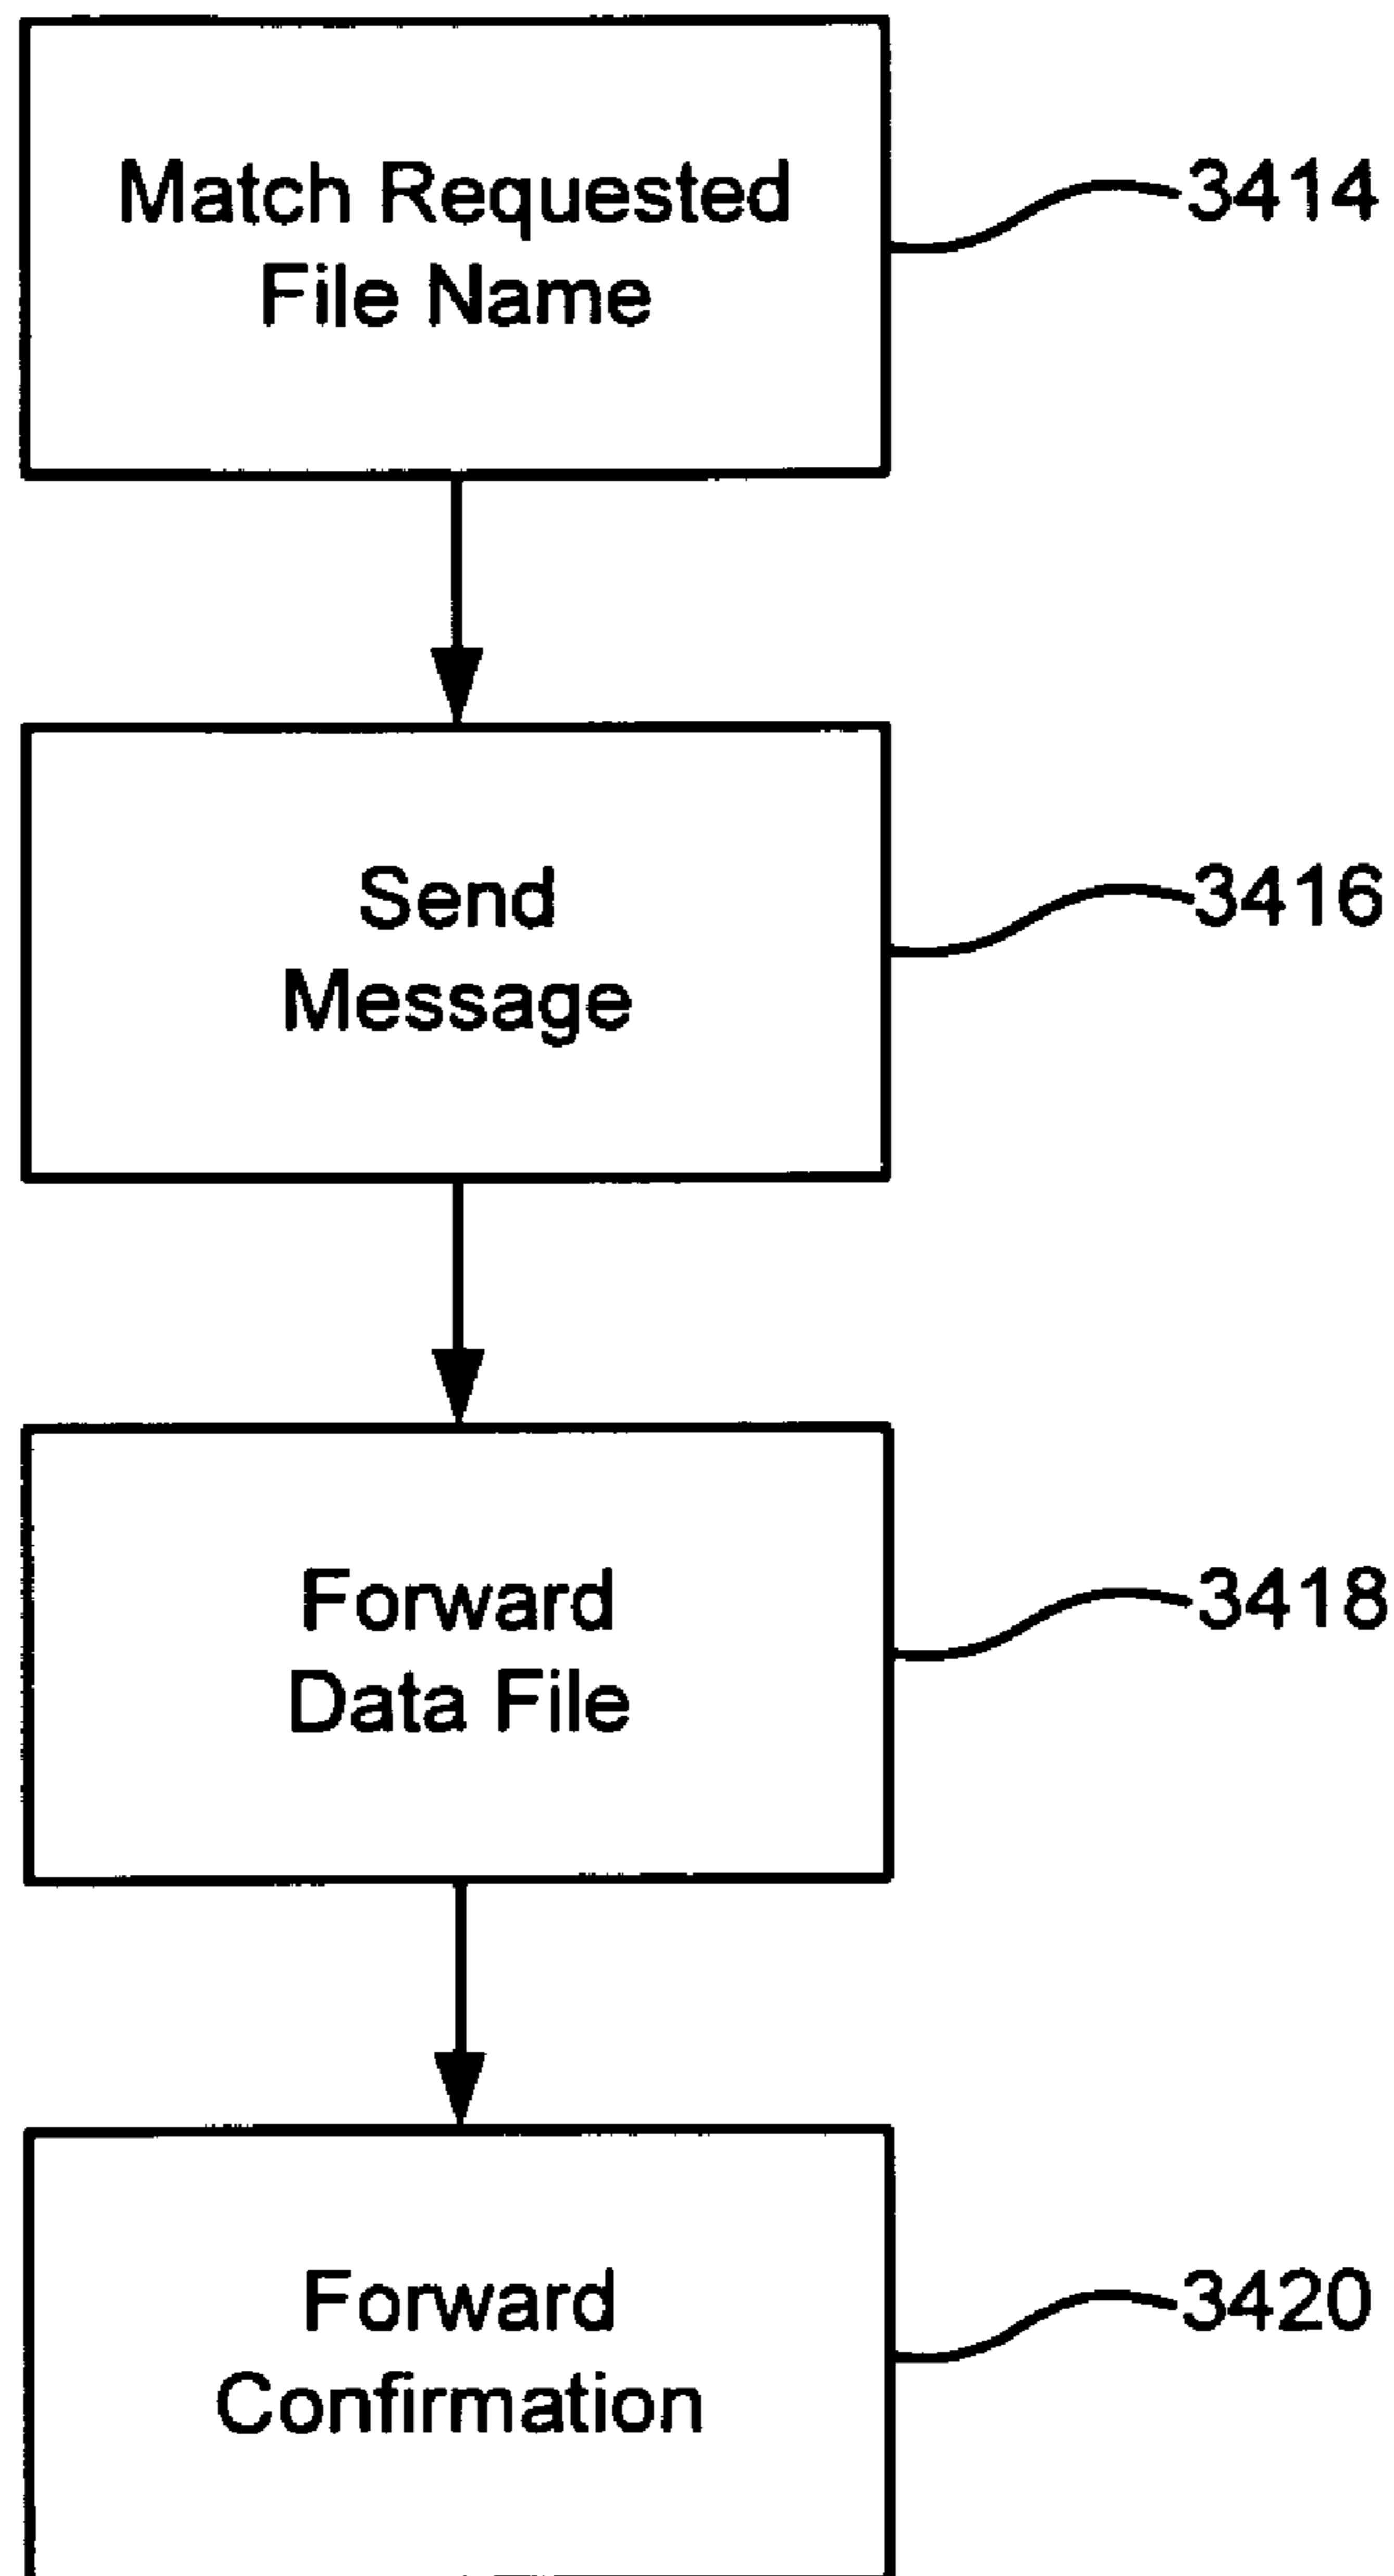 Match Requested
File Name
3414
Send
Message
3416
Forward
Data File
3418
Forward
Confirmation
3420